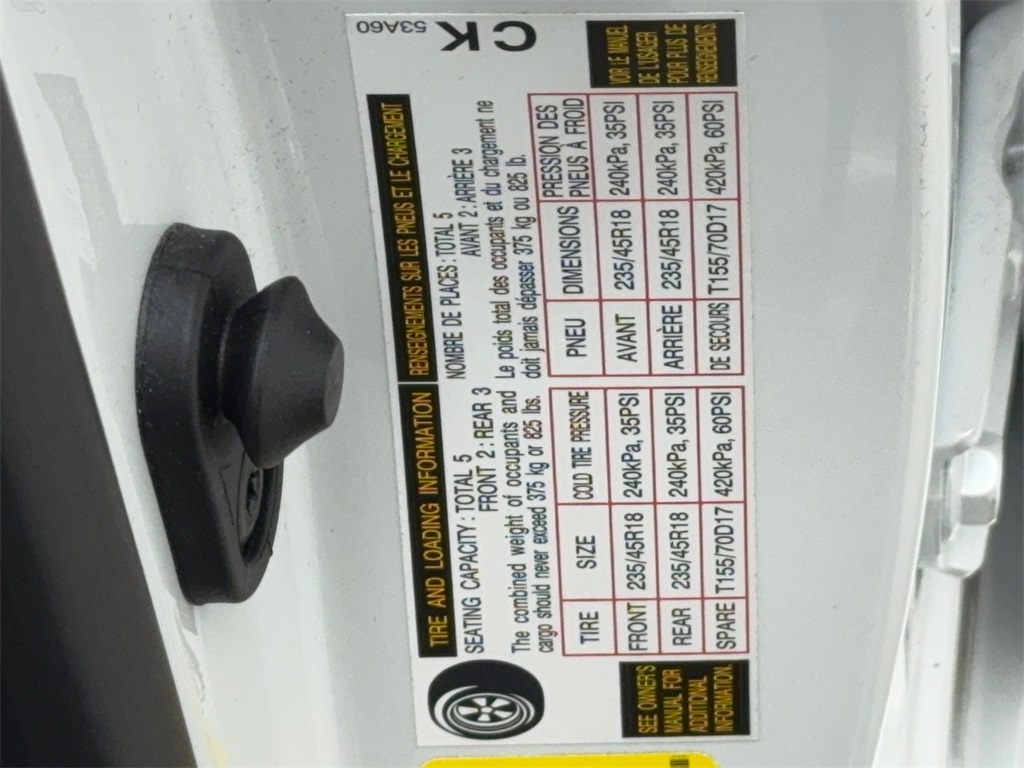 TIRE AND LOADING INFORMATION
SEATING CAPACITY : TOTAL 5
FRONT 2 : REAR 3
The combined weight of occupants and
cargo should never exceed 375 kg or 825 lbs.
TIRE SIZE COLD TIRE PRESSURE
FRONT 235/45R18 240kPa, 35PSI
REAR 235/45R18 240kPa, 35PSI
SPARE T155/70D17 420kPa, 60PSI
SEE OWNER'S
MANUAL FOR
ADDITIONAL
INFORMATION.
RENSEIGNEMENTS SUR LES PNEUS ET LE CHARGEMENT
NOMBRE DE PLACES : TOTAL 5
AVANT 2 : ARRIÈRE 3
Le poids total des occupants et du chargement ne
doit jamais dépasser 375 kg ou 825 lb.
PNEU DIMENSIONS PRESSION DES
PNEUS À FROID
AVANT 235/45R18 240kPa, 35PSI
ARRIÈRE 235/45R18 240kPa, 35PSI
DE SECOURS T155/70D17 420kPa, 60PSI
VOIR LE MANUEL
DE L'USAGER
POUR PLUS DE
RENSEIGNEMENTS.
53A60
CK